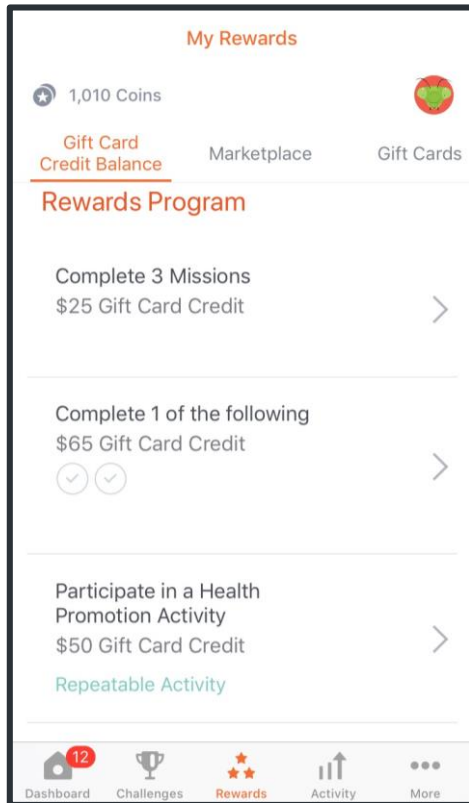 My Rewards
1,010 Coins
Gift Card
Credit Balance
Marketplace
Gift Cards
Rewards Program
Complete 3 Missions
$25 Gift Card Credit
Complete 1 of the following
$65 Gift Card Credit
Participate in a Health
Promotion Activity
$50 Gift Card Credit
Repeatable Activity
12
Dashboard
Challenges
Rewards
Activity
More